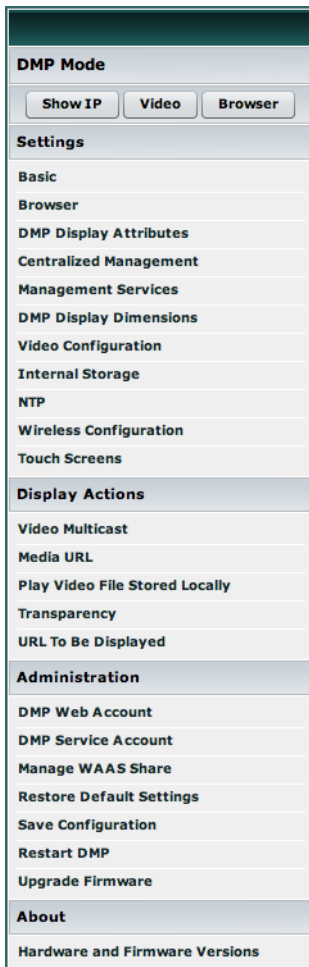 DMP Mode
Show IP Video Browser
Settings
Basic
Browser
DMP Display Attributes
Centralized Management
Management Services
DMP Display Dimensions
Video Configuration
Internal Storage
NTP
Wireless Configuration
Touch Screens
Display Actions
Video Multicast
Media URL
Play Video File Stored Locally
Transparency
URL To Be Displayed
Administration
DMP Web Account
DMP Service Account
Manage WAAS Share
Restore Default Settings
Save Configuration
Restart DMP
Upgrade Firmware
About
Hardware and Firmware Versions